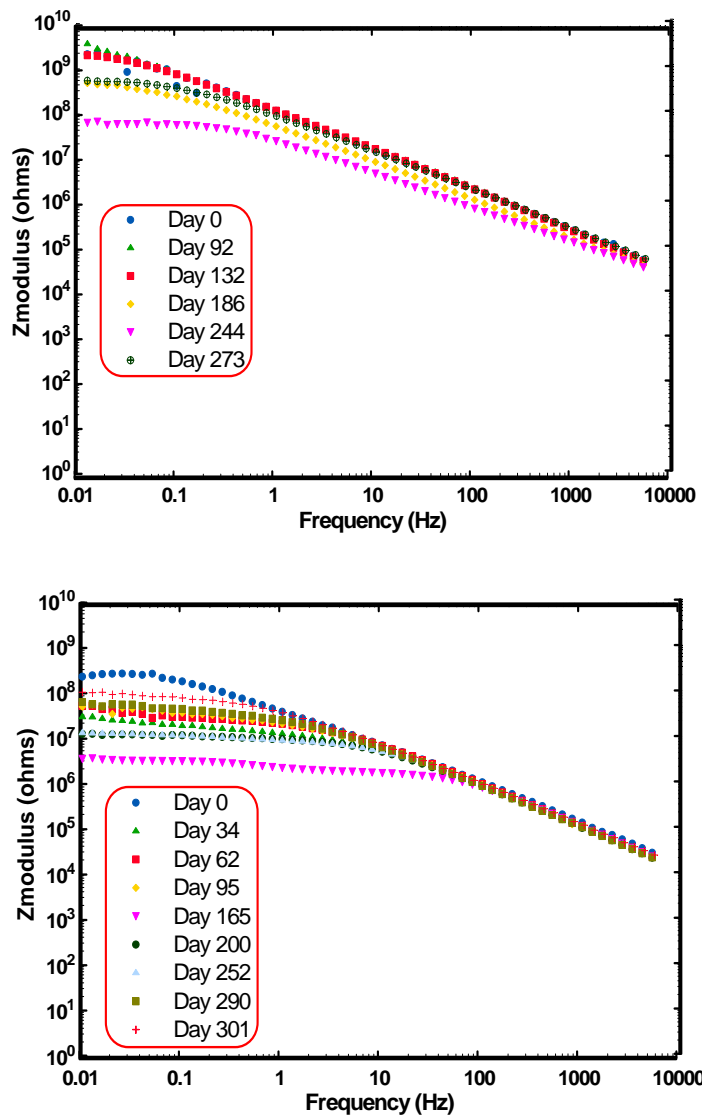 10^10
10^9
10^8
10^7
10^6
10^5
10^4
10^3
10^2
10^1
10^0
Zmodulus (ohms)
Day 0
Day 92
Day 132
Day 186
Day 244
Day 273
0.01 0.1 1 10 100 1000 10000
Frequency (Hz)
10^10
10^9
10^8
10^7
10^6
10^5
10^4
10^3
10^2
10^1
10^0
Zmodulus (ohms)
Day 0
Day 34
Day 62
Day 95
Day 165
Day 200
Day 252
Day 290
Day 301
0.01 0.1 1 10 100 1000 10000
Frequency (Hz)